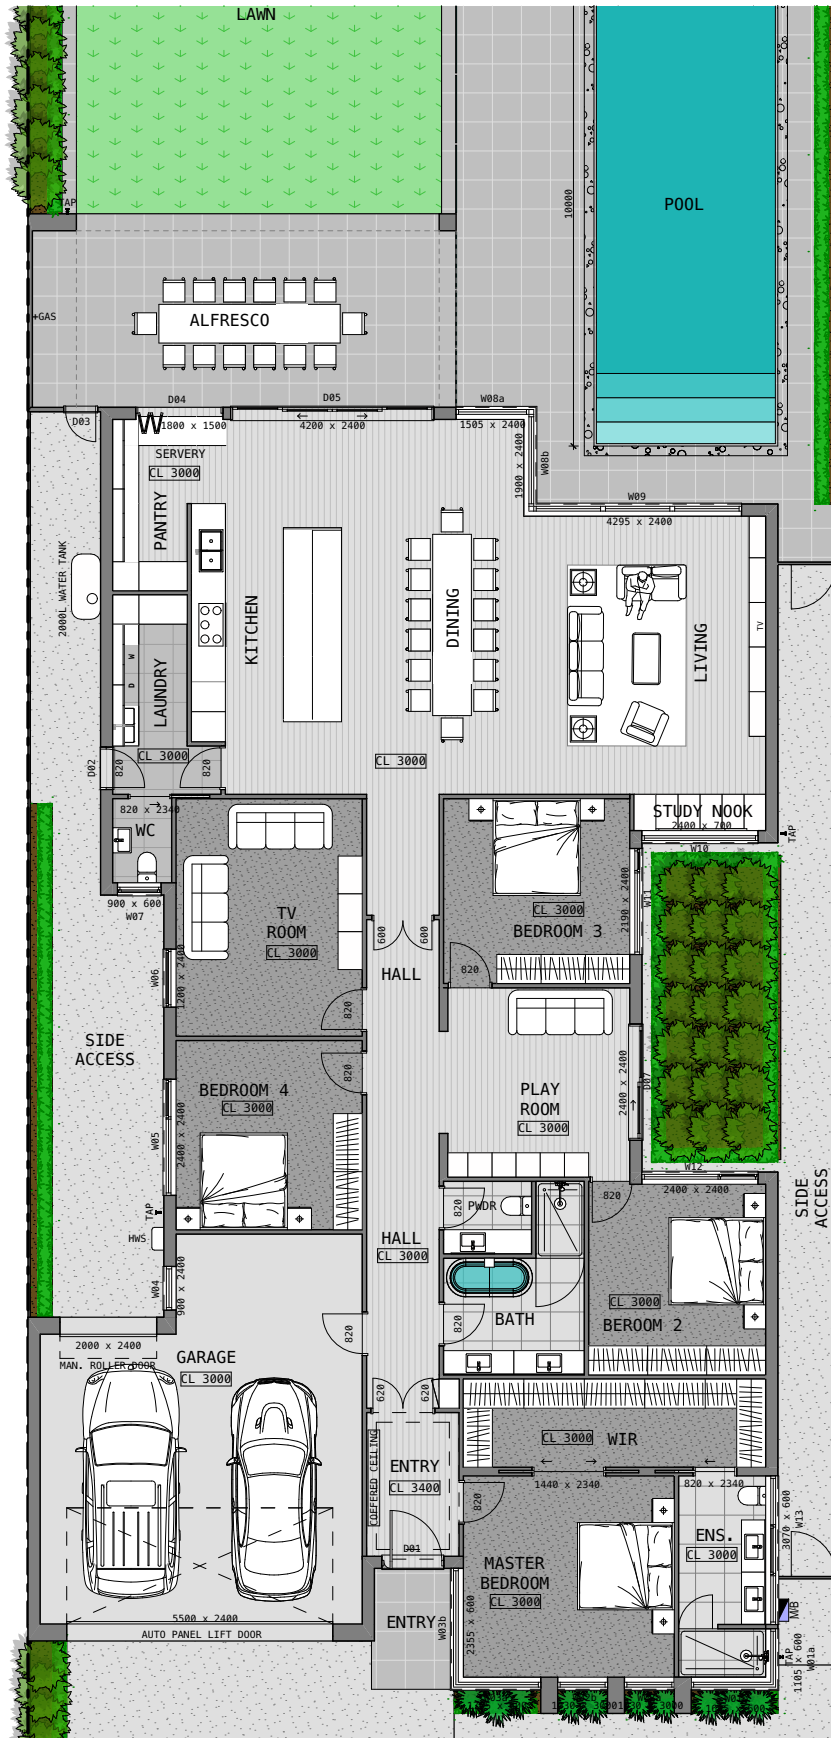 LAWN
TAP
10000
POOL
+GAS
ALFRESCO
D04
D05
W08a
D03
W
1800 x 1500
4200 x 2400
1505 x 2400
1900 x 2400
W08b
SERVERY
CL 3000
PANTRY
W09
4295 x 2400
2000L WATER TANK
KITCHEN
DINING
LIVING
TV
W
D
LAUNDRY
CL 3000
D02
820
820
CL 3000
820 x 2340
WC
900 x 600
W07
STUDY NOOK
2400 x 700
W10
TAP
TV
ROOM
CL 3000
W06
1200 x 2400
820
600
600
HALL
CL 3000
BEDROOM 3
820
2190 x 2400
W11
SIDE
ACCESS
820
BEDROOM 4
CL 3000
W05
2400 x 2400
PLAY
ROOM
CL 3000
2400 x 2400
D07
W12
2400 x 2400
820
SIDE
ACCESS
TAP
HWS
W04
900 x 2400
HALL
CL 3000
820
PWDR
820
BATH
CL 3000
BEROOM 2
2000 x 2400
MAN. ROLLER DOOR
GARAGE
CL 3000
820
620
620
COFFERED CEILING
ENTRY
CL 3400
D01
CL 3000
WIR
1440 x 2340
820 x 2340
820
MASTER
BEDROOM
CL 3000
ENS.
CL 3000
3070 x 600
W13
MB
ENTRY
W03b
2355 x 600
5500 x 2400
AUTO PANEL LIFT DOOR
TAP
1105 x 600
W01a